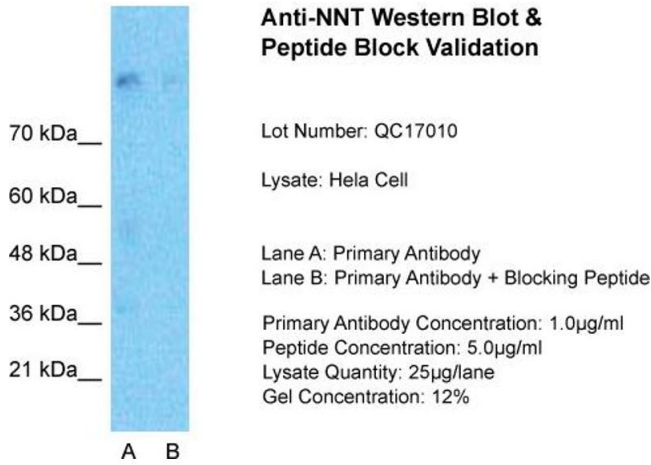 Anti-NNT Western Blot &
Peptide Block Validation
Lot Number: QC17010
Lysate: Hela Cell
Lane A: Primary Antibody
Lane B: Primary Antibody + Blocking Peptide
Primary Antibody Concentration: 1.0µg/ml
Peptide Concentration: 5.0µg/ml
Lysate Quantity: 25µg/lane
Gel Concentration: 12%
70 kDa
60 kDa
48 kDa
36 kDa
21 kDa
A B